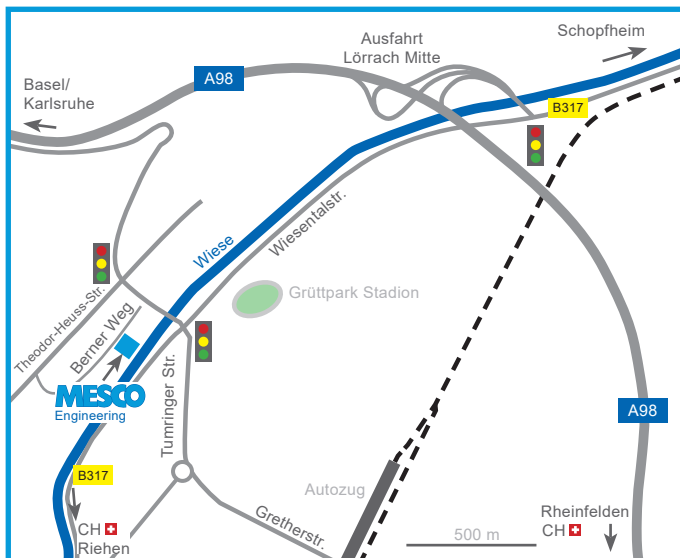 Schopfheim
Ausfahrt
Lörrach Mitte
A98
Basel/
Karlsruhe
B317
Wiesentalstr.
Wiese
Grüttpark Stadion
Theodor-Heuss-Str.
Berner Weg
MESCO
Engineering
Tumringer Str.
A98
B317
Autozug
Gretherstr.
Rheinfelden
CH
500 m
CH
Riehen